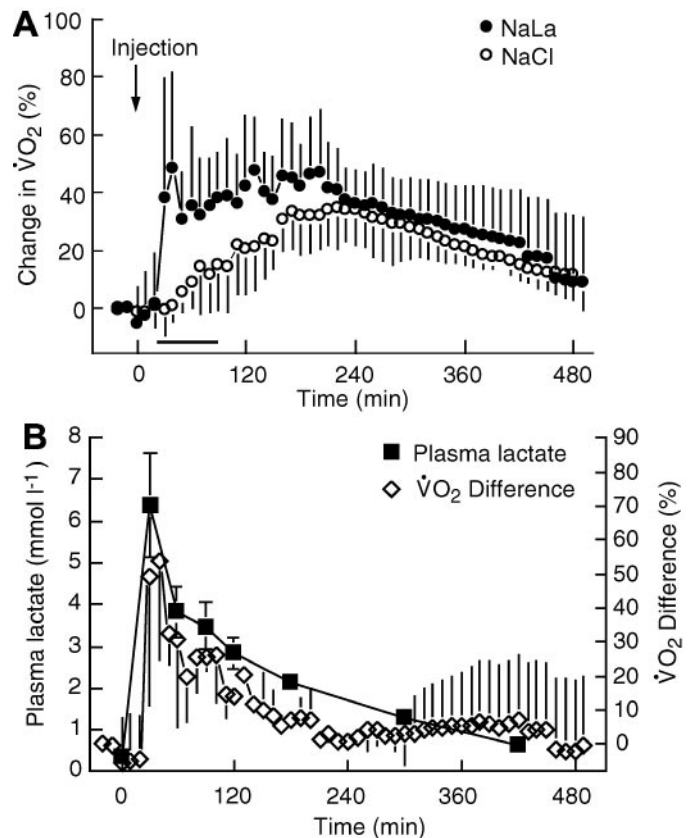 A
100
80
60
40
20
0
Change in V̇O2 (%)
Injection
NaLa
NaCl
0 120 240 360 480
Time (min)
B
8
7
6
5
4
3
2
1
0
Plasma lactate (mmol l-1)
Plasma lactate
V̇O2 Difference
90
80
70
60
50
40
30
20
10
0
V̇O2 Difference (%)
0 120 240 360 480
Time (min)